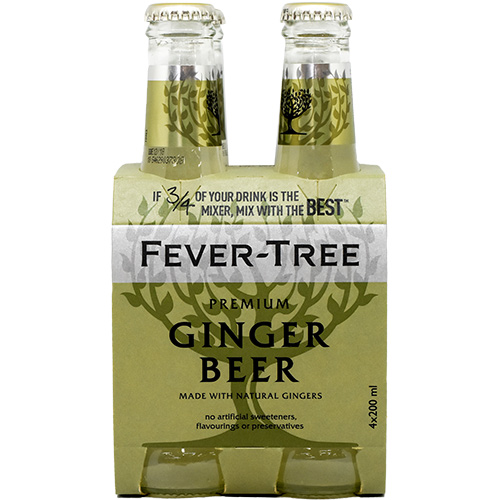 IF 3/4 OF YOUR DRINK IS THE
MIXER, MIX WITH THE BEST™
FEVER-TREE
PREMIUM
GINGER
BEER
MADE WITH NATURAL GINGERS
no artificial sweeteners,
flavourings or preservatives
4x200 ml